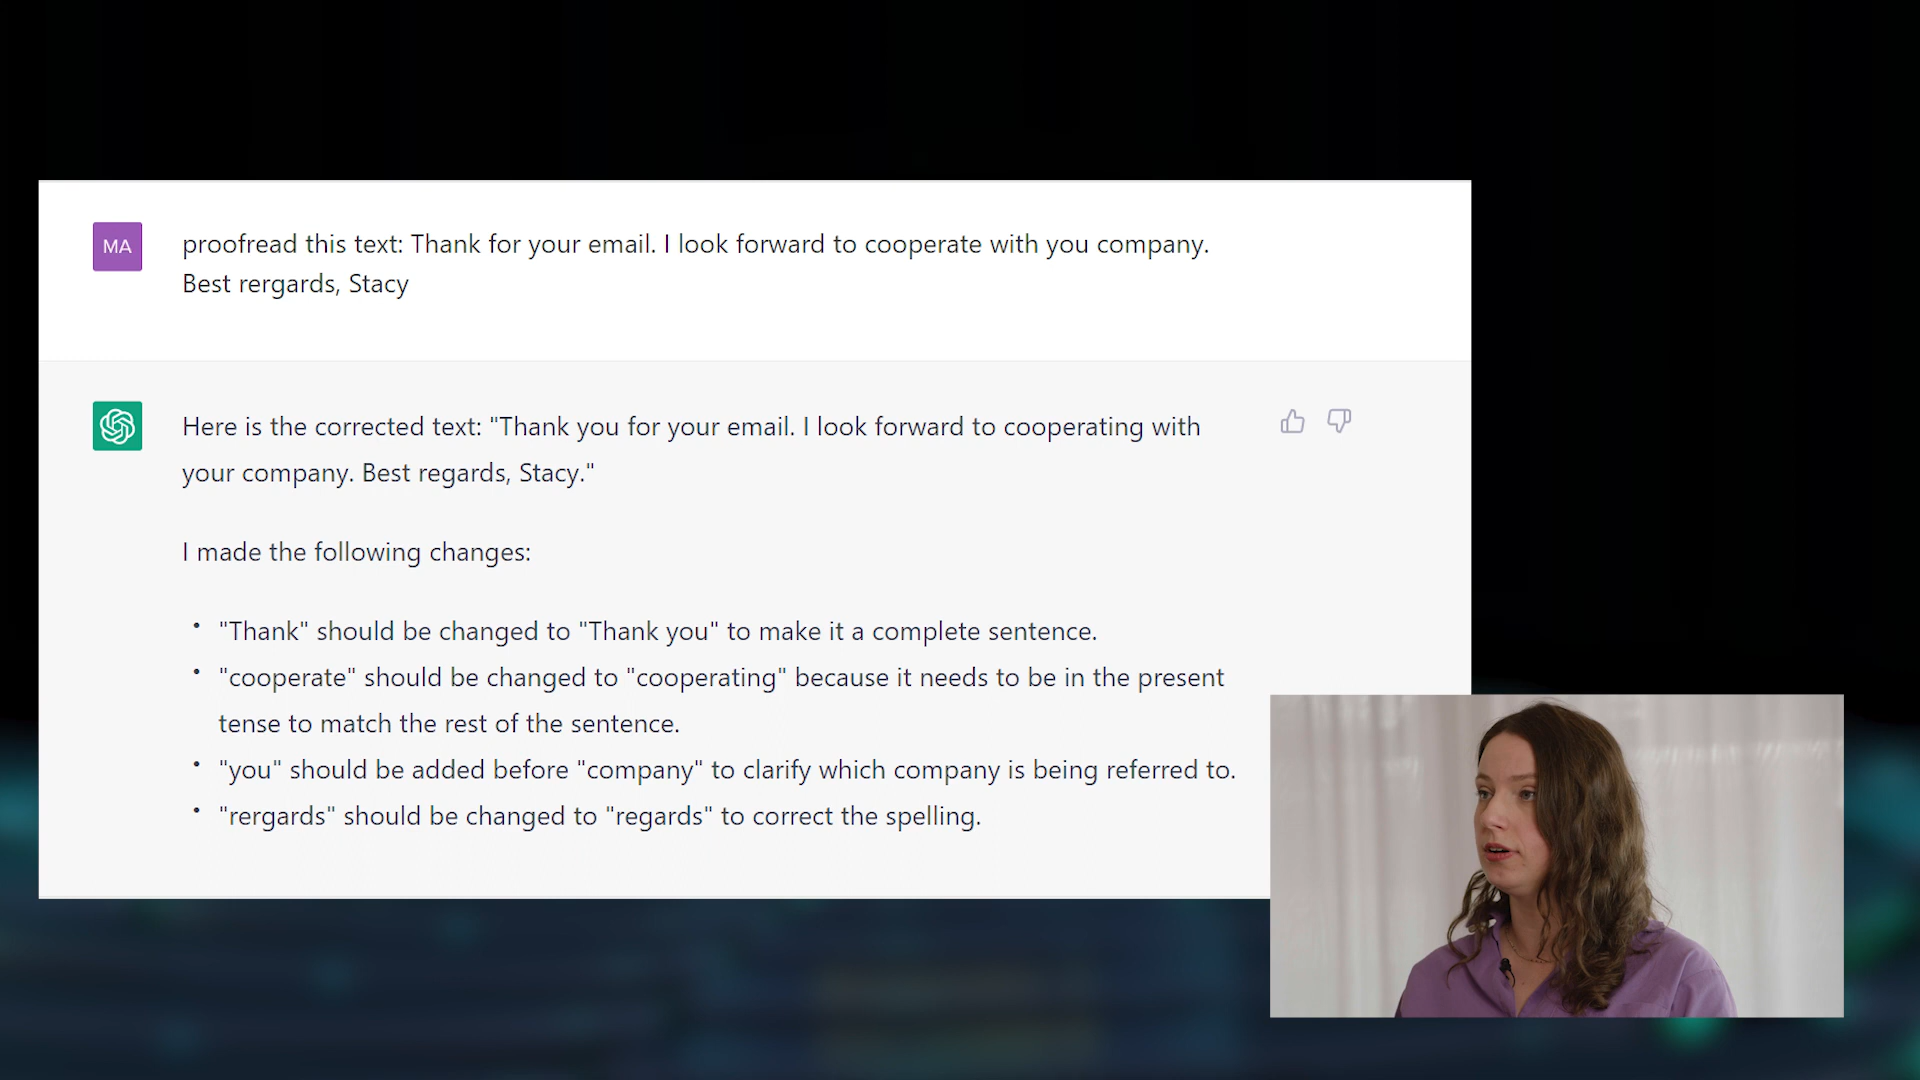 MA
proofread this text: Thank for your email. I look forward to cooperate with you company.
Best rergards, Stacy
Here is the corrected text: "Thank you for your email. I look forward to cooperating with
your company. Best regards, Stacy."
I made the following changes:
• "Thank" should be changed to "Thank you" to make it a complete sentence.
• "cooperate" should be changed to "cooperating" because it needs to be in the present
tense to match the rest of the sentence.
• "you" should be added before "company" to clarify which company is being referred to.
• "rergards" should be changed to "regards" to correct the spelling.